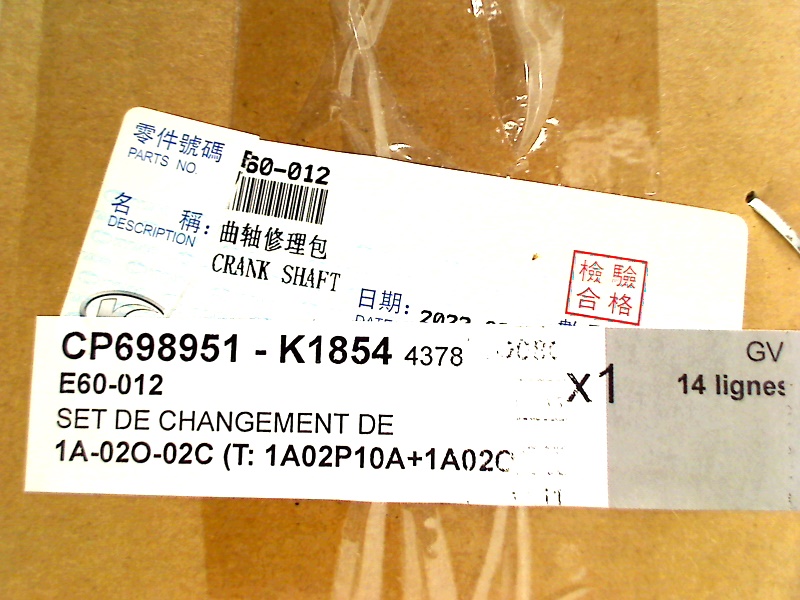 零件號碼
PARTS NO.
E60-012
名 稱:
DESCRIPTION
曲轴修理包
CRANK SHAFT
日期:
檢驗
合格
CP698951 - K1854 4378
E60-012
x1
GV
14 lignes
SET DE CHANGEMENT DE
1A-02O-02C (T: 1A02P10A+1A02C